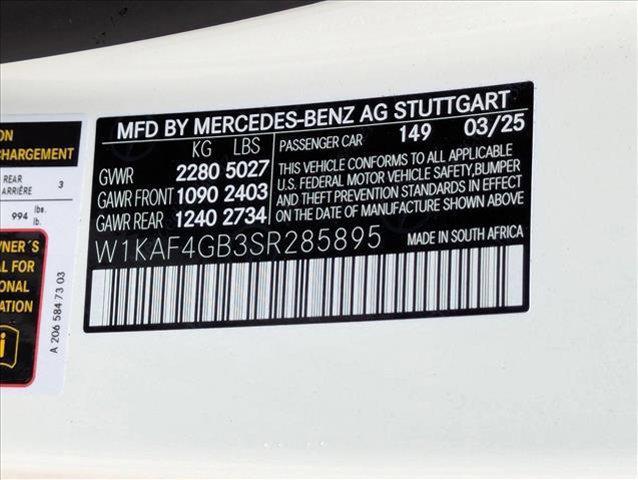 MFD BY MERCEDES-BENZ AG STUTTGART
KG LBS
PASSENGER CAR 149 03/25
GVWR 2280 5027
GAWR FRONT 1090 2403
GAWR REAR 1240 2734
THIS VEHICLE CONFORMS TO ALL APPLICABLE
U.S. FEDERAL MOTOR VEHICLE SAFETY,BUMPER
AND THEFT PREVENTION STANDARDS IN EFFECT
ON THE DATE OF MANUFACTURE SHOWN ABOVE.
W1KAF4GB3SR285895
MADE IN SOUTH AFRICA
ON
CHARGEMENT
REAR
ARRIÈRE
3
994 lbs.
lb.
WNER´S
AL FOR
ONAL
ATION
i
A 206 584 73 03